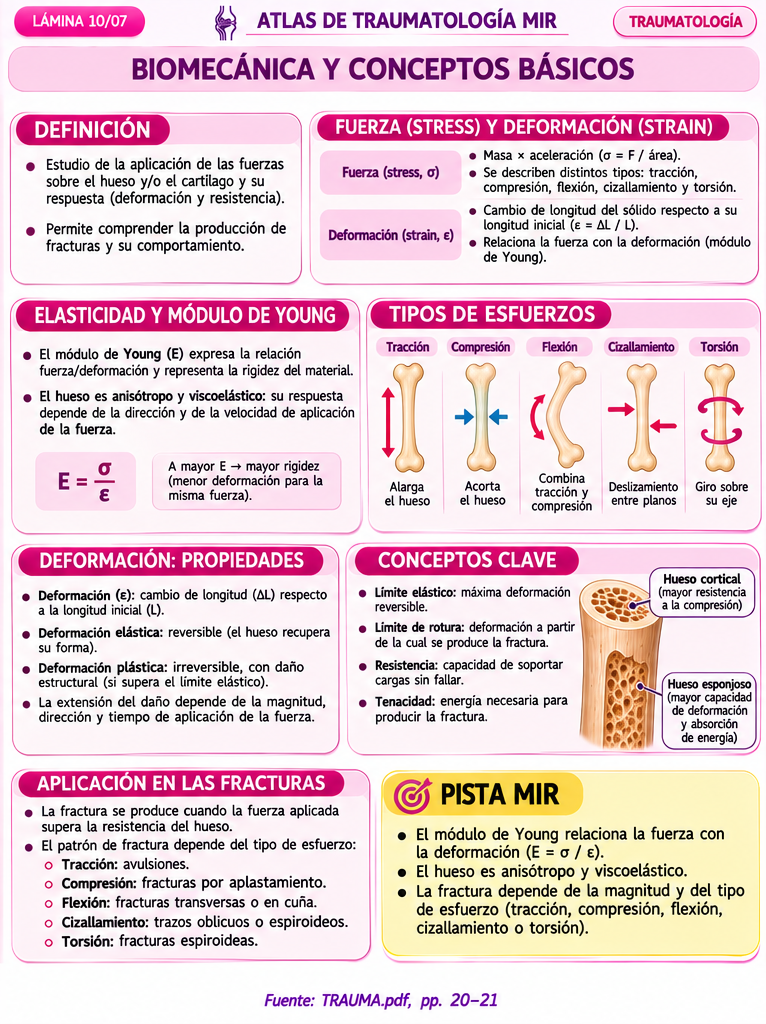 LÁMINA 10/07
ATLAS DE TRAUMATOLOGÍA MIR
TRAUMATOLOGÍA
BIOMECÁNICA Y CONCEPTOS BÁSICOS
DEFINICIÓN
• Estudio de la aplicación de las fuerzas
sobre el hueso y/o el cartilago y su
respuesta (deformación y resistencia).
• Permite comprender la producción de
fracturas y su comportamiento.
FUERZA (STRESS) Y DEFORMACIÓN (STRAIN)
Fuerza (stress, σ)
• Masa × aceleración (σ = F / área).
• Se describen distintos tipos: tracción,
compresión, flexión, cizallamiento y torsión.
Deformación (strain, ε)
• Cambio de longitud del sólido respecto a su
longitud inicial (ε = ΔL / L).
• Relaciona la fuerza con la deformación (módulo
de Young).
ELASTICIDAD Y MÓDULO DE YOUNG
• El módulo de Young (E) expresa la relación
fuerza/deformación y representa la rigidez del material.
• El hueso es anisótropo y viscoelástico: su respuesta
depende de la dirección y de la velocidad de aplicación
de la fuerza.
E = σ / ε
A mayor E → mayor rigidez
(menor deformación para la
misma fuerza).
TIPOS DE ESFUERZOS
Tracción
Compresión
Flexión
Cizallamiento
Torsión
Alarga
el hueso
Acorta
el hueso
Combina
tracción y
compresión
Deslizamiento
entre planos
Giro sobre
su eje
DEFORMACIÓN: PROPIEDADES
• Deformación (ε): cambio de longitud (ΔL) respecto
a la longitud inicial (L).
• Deformación elástica: reversible (el hueso recupera
su forma).
• Deformación plástica: irreversible, con daño
estructural (si supera el límite elástico).
• La extensión del daño depende de la magnitud,
dirección y tiempo de aplicación de la fuerza.
CONCEPTOS CLAVE
• Límite elástico: máxima deformación
reversible.
• Límite de rotura: deformación a partir
de la cual se produce la fractura.
• Resistencia: capacidad de soportar
cargas sin fallar.
• Tenacidad: energía necesaria para
producir la fractura.
Hueso cortical
(mayor resistencia
a la compresión)
Hueso esponjoso
(mayor capacidad
de deformación
y absorción
de energía)
APLICACIÓN EN LAS FRACTURAS
• La fractura se produce cuando la fuerza aplicada
supera la resistencia del hueso.
• El patrón de fractura depende del tipo de esfuerzo:
○ Tracción: avulsiones.
○ Compresión: fracturas por aplastamiento.
○ Flexión: fracturas transversas o en cuña.
○ Cizallamiento: trazos oblicuos o espiroideos.
○ Torsión: fracturas espiroideas.
PISTA MIR
• El módulo de Young relaciona la fuerza con
la deformación (E = σ / ε).
• El hueso es anisótropo y viscoelástico.
• La fractura depende de la magnitud y del tipo
de esfuerzo (tracción, compresión, flexión,
cizallamiento o torsión).
Fuente: TRAUMA.pdf, pp. 20–21